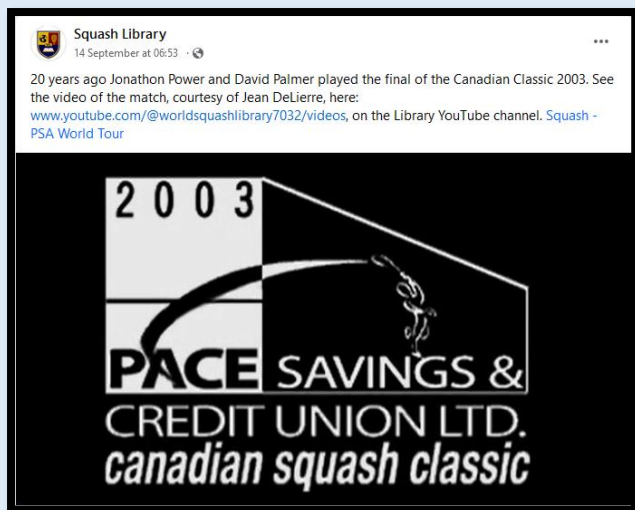 Squash Library
14 September at 06:53 ·
20 years ago Jonathon Power and David Palmer played the final of the Canadian Classic 2003. See
the video of the match, courtesy of Jean DeLierre, here:
www.youtube.com/@worldsquashlibrary7032/videos, on the Library YouTube channel. Squash -
PSA World Tour
2003
PACE SAVINGS &
CREDIT UNION LTD.
canadian squash classic